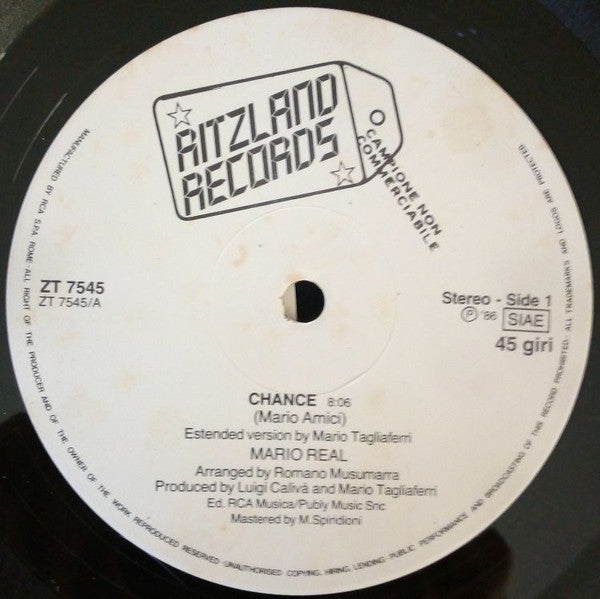 RITZLAND
RECORDS
CAMPIONE NON
COMMERCIABILE
ZT 7545
ZT 7545/A
Stereo - Side 1
Ⓟ '86 SIAE
45 giri
CHANCE 8:06
(Mario Amici)
Estended version by Mario Tagliaferri
MARIO REAL
Arranged by Romano Musumarra
Produced by Luigi Calivà and Mario Tagliaferri
Ed. RCA Musica/Publy Music Snc
Mastered by M.Spiridioni
MANUFACTURED BY RCA S.P.A. ROME-ALL RIGHT OF THE PRODUCER AND OF THE OWNER OF THE WORK REPRODUCED RESERVED-UNAUTHORISED COPYING, HIRING, LENDING, PUBLIC PERFORMANCE AND BROADCASTING OF THIS RECORD PROHIBITED. ALL TRADEMARKS AND LOGOS ARE PROTECTED